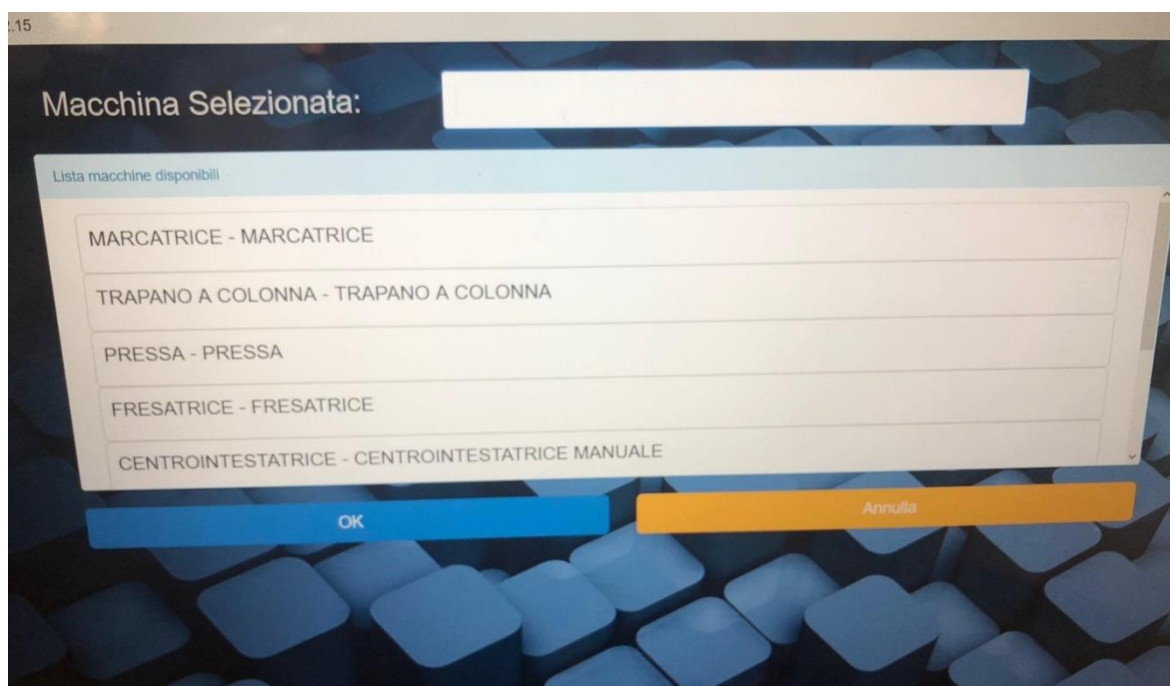 .15
Macchina Selezionata:
Lista macchine disponibili
MARCATRICE - MARCATRICE
TRAPANO A COLONNA - TRAPANO A COLONNA
PRESSA - PRESSA
FRESATRICE - FRESATRICE
CENTROINTESTATRICE - CENTROINTESTATRICE MANUALE
OK
Annulla